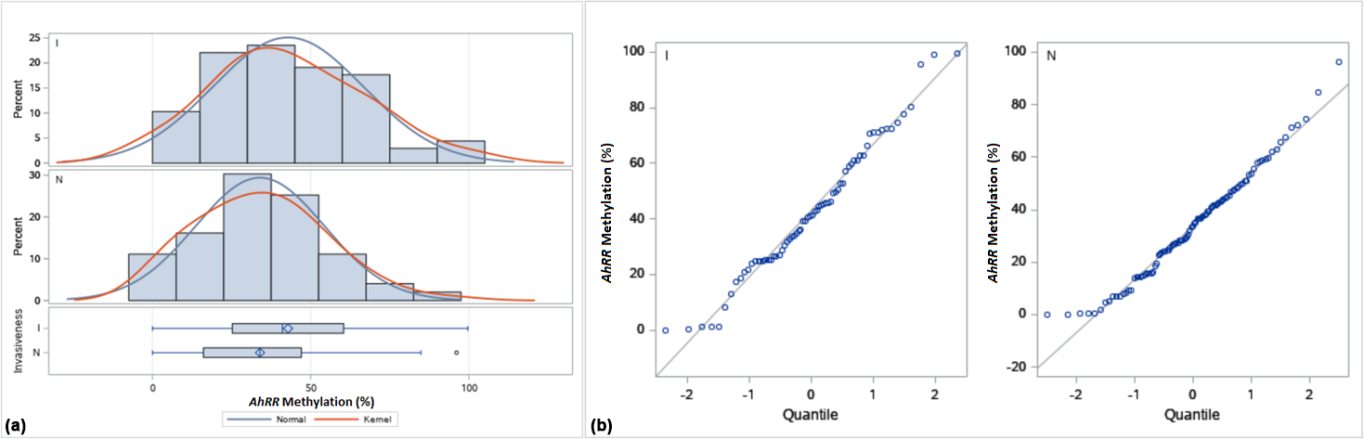 25
20
15
10
5
0
Percent
I
30
20
10
0
Percent
N
Invasiveness
I
N
0 50 100
AhRR Methylation (%)
Normal Kernel
(a)
I
100
80
60
40
20
0
AhRR Methylation (%)
-2 -1 0 1 2
Quantile
N
100
80
60
40
20
0
-20
AhRR Methylation (%)
-2 -1 0 1 2
Quantile
(b)